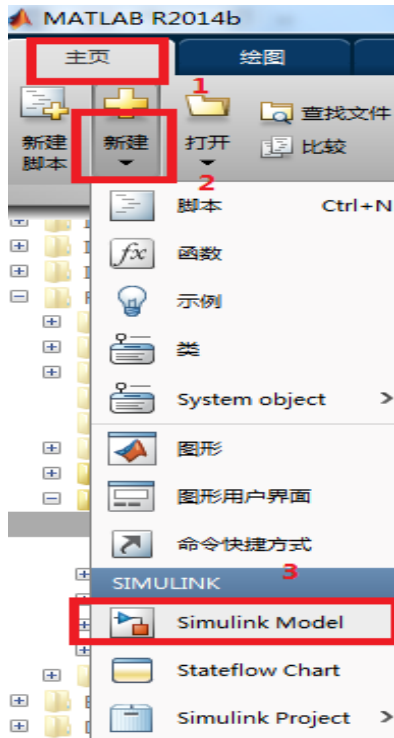 MATLAB R2014b
主页
绘图
1
新建
脚本
新建
打开
查找文件
比较
2
脚本 Ctrl+N
fx 函数
示例
类
System object >
图形
图形用户界面
命令快捷方式
3
SIMULINK
Simulink Model
Stateflow Chart
Simulink Project >